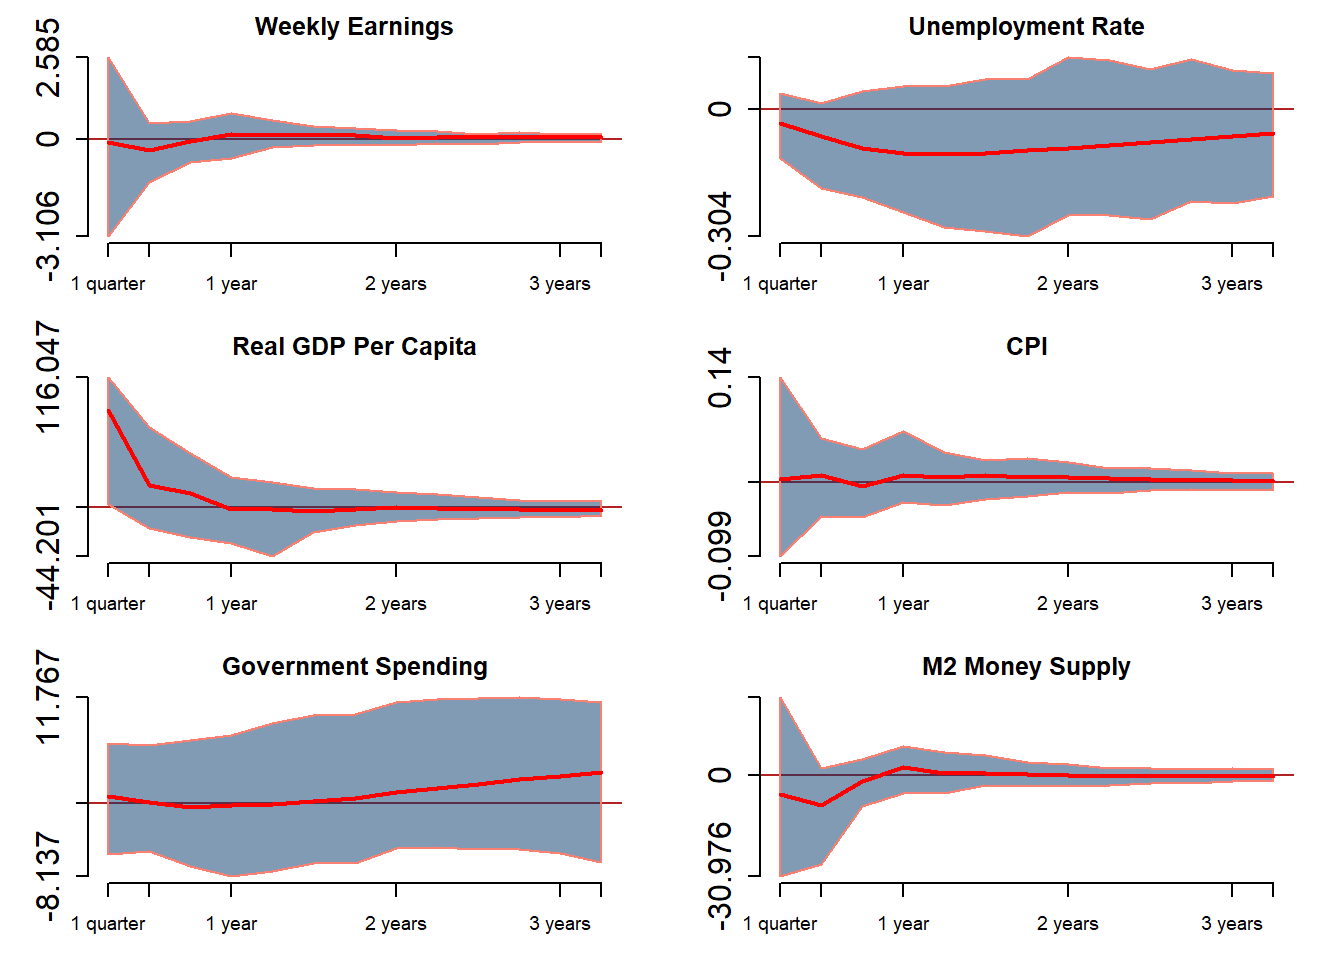 Weekly Earnings
2.585
0
-3.106
1 quarter 1 year 2 years 3 years
Unemployment Rate
0
-0.304
1 quarter 1 year 2 years 3 years
Real GDP Per Capita
116.047
-44.201
1 quarter 1 year 2 years 3 years
CPI
0.14
-0.099
1 quarter 1 year 2 years 3 years
Government Spending
11.767
-8.137
1 quarter 1 year 2 years 3 years
M2 Money Supply
0
-30.976
1 quarter 1 year 2 years 3 years